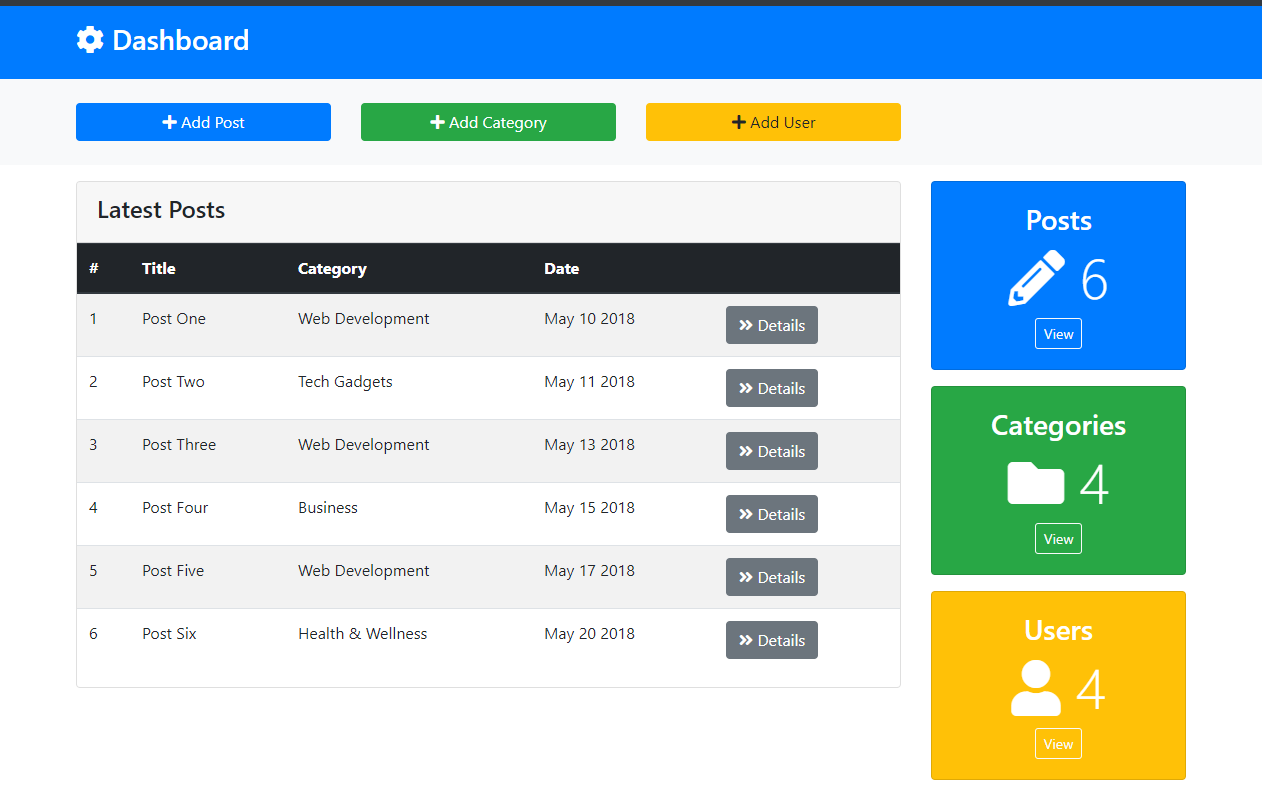 Dashboard
Add Post
Add Category
Add User
Latest Posts
# Title Category Date
1 Post One Web Development May 10 2018 Details
2 Post Two Tech Gadgets May 11 2018 Details
3 Post Three Web Development May 13 2018 Details
4 Post Four Business May 15 2018 Details
5 Post Five Web Development May 17 2018 Details
6 Post Six Health & Wellness May 20 2018 Details
Posts
6
View
Categories
4
View
Users
4
View